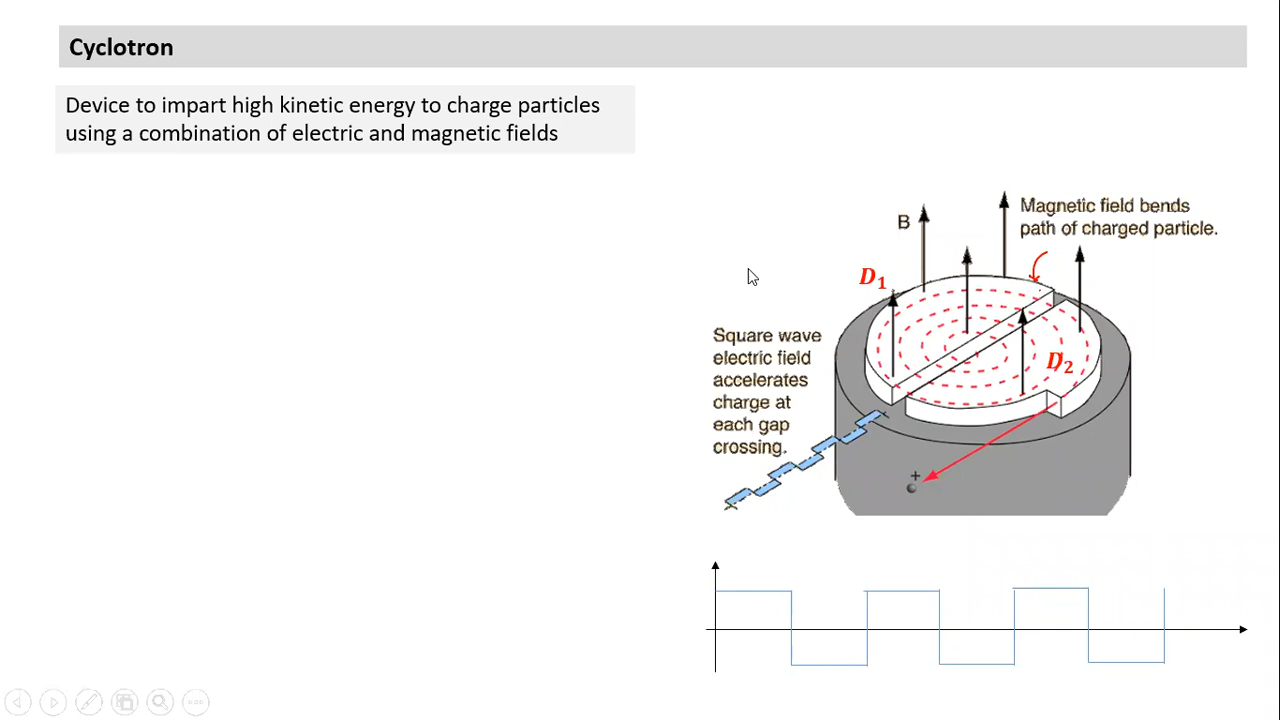 Cyclotron
Device to impart high kinetic energy to charge particles
using a combination of electric and magnetic fields
B
Magnetic field bends
path of charged particle.
D1
Square wave
electric field
accelerates
charge at
each gap
crossing.
D2
+